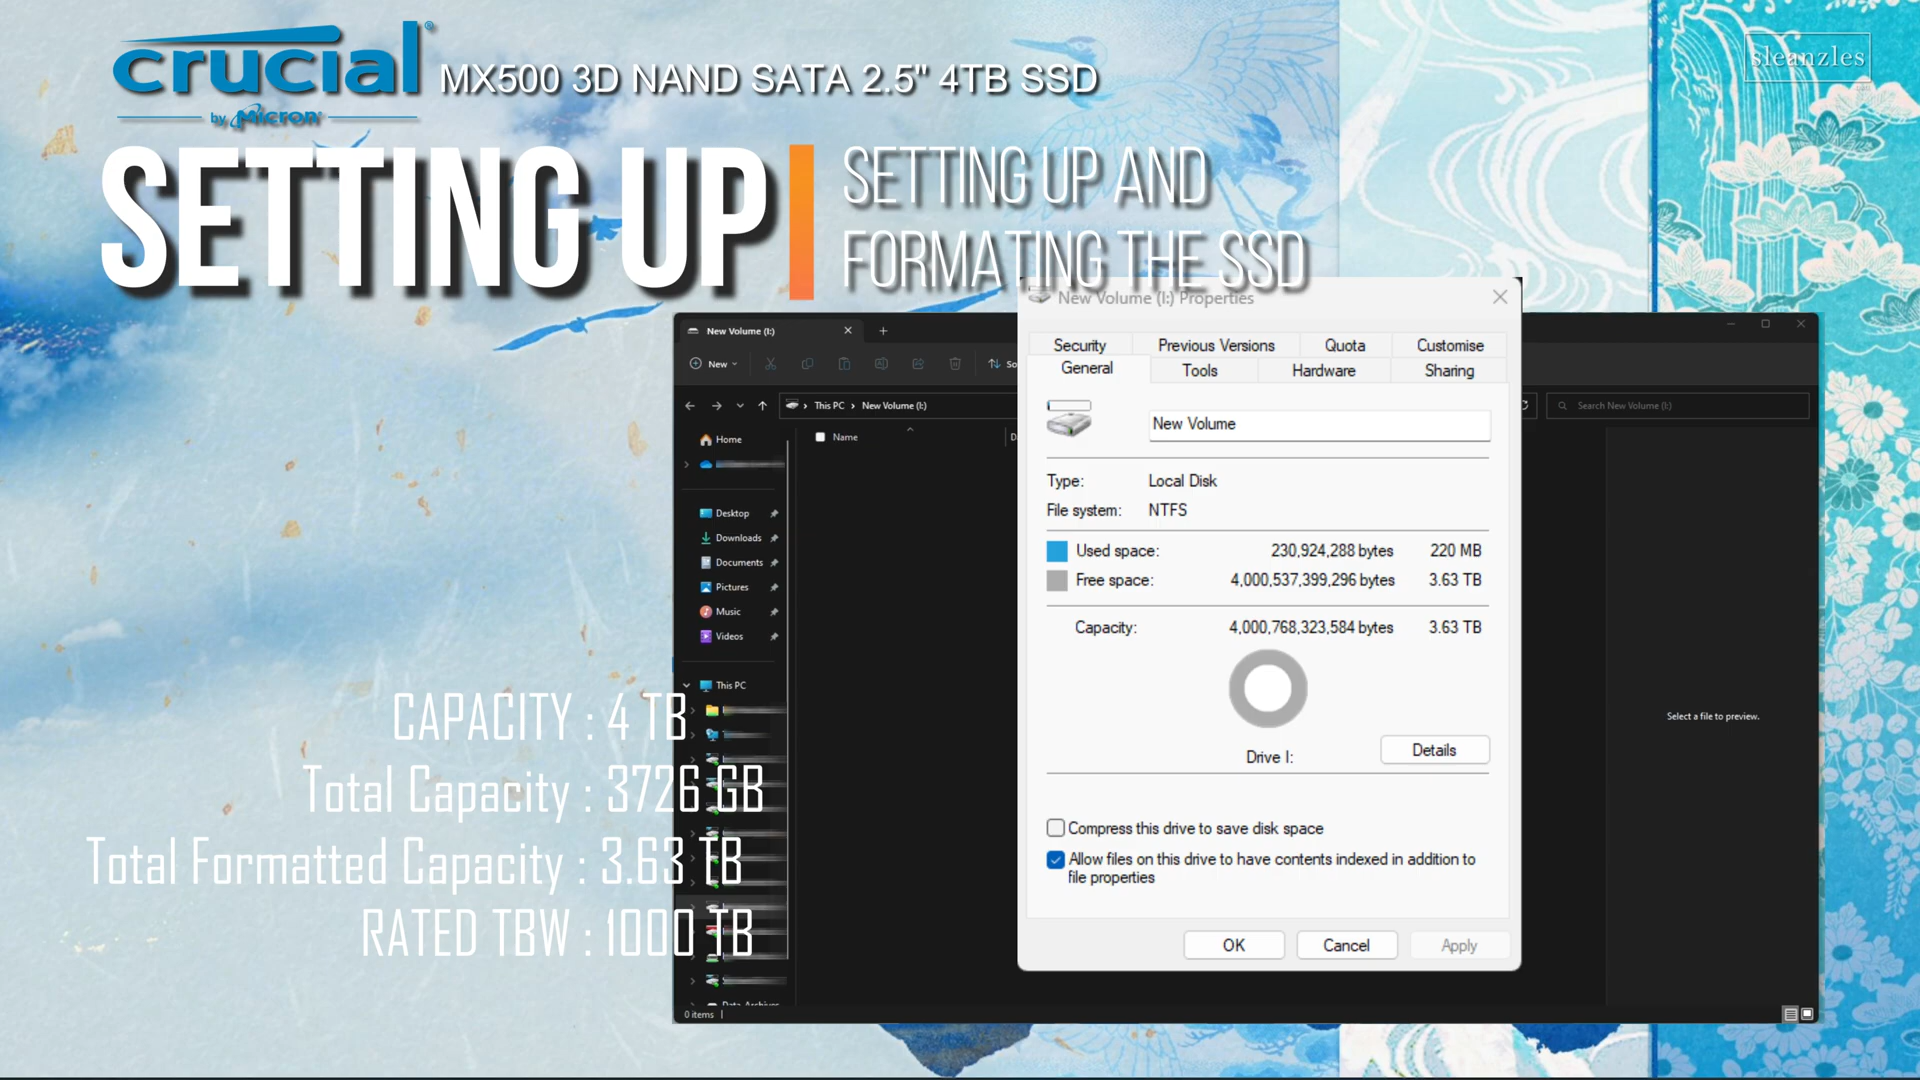 crucial®
by Micron
MX500 3D NAND SATA 2.5" 4TB SSD
sleanzles
SETTING UP
SETTING UP AND
FORMATING THE SSD
New Volume (I:)
New
So
This PC > New Volume (I:)
Search New Volume (I:)
Home
Name
D
Desktop
Downloads
Documents
Pictures
Music
Videos
This PC
Data Archives
0 items
Select a file to preview.
New Volume (I:) Properties
Security Previous Versions Quota Customise
General Tools Hardware Sharing
New Volume
Type: Local Disk
File system: NTFS
Used space: 230,924,288 bytes 220 MB
Free space: 4,000,537,399,296 bytes 3.63 TB
Capacity: 4,000,768,323,584 bytes 3.63 TB
Drive I:
Details
Compress this drive to save disk space
Allow files on this drive to have contents indexed in addition to
file properties
OK Cancel Apply
CAPACITY : 4 TB
Total Capacity : 3726 GB
Total Formatted Capacity : 3.63 TB
RATED TBW : 1000 TB